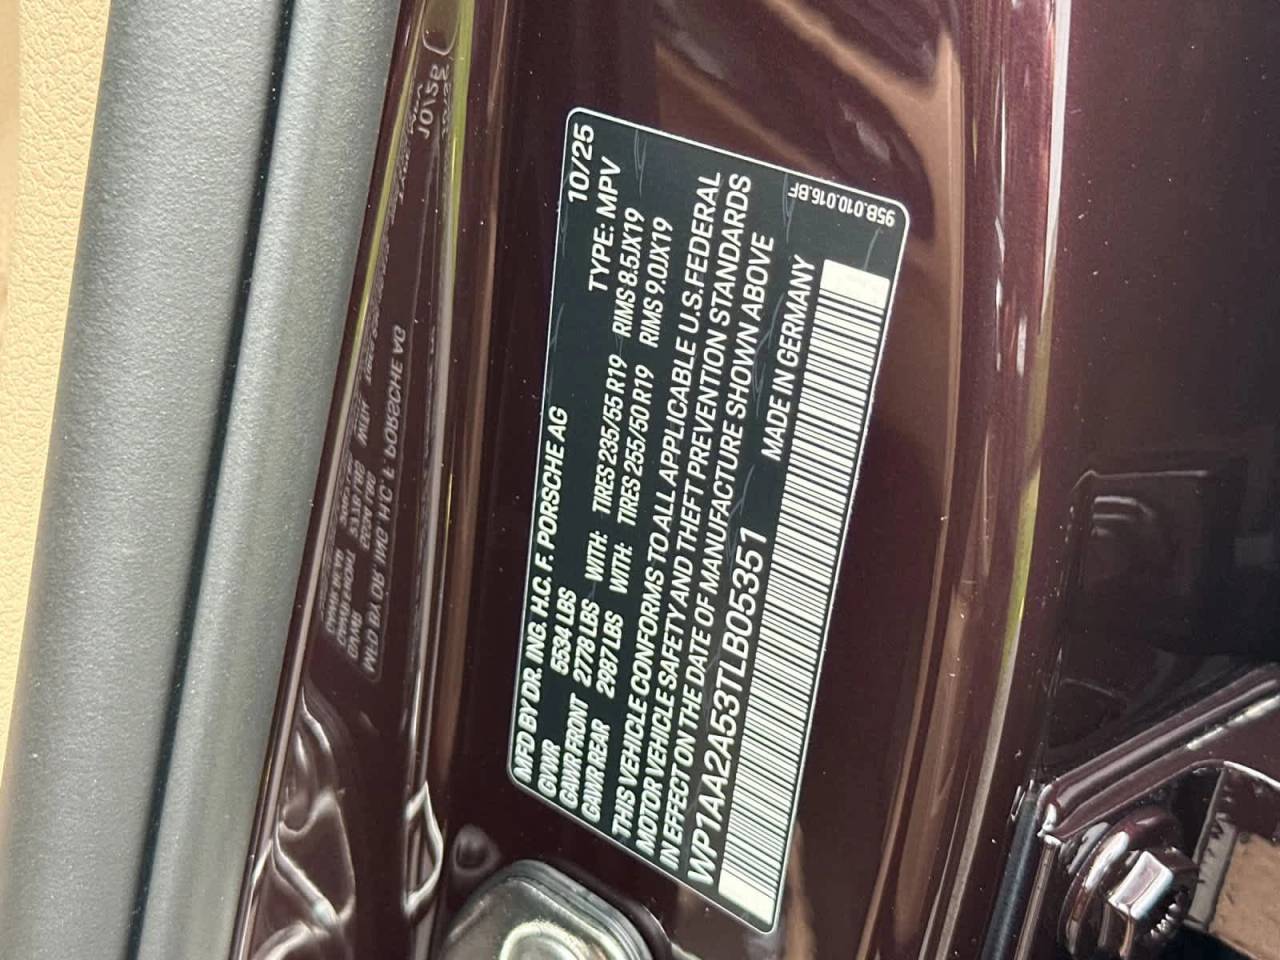 MFD BY DR. ING. H.C. F. PORSCHE AG 10/25
GVWR 5534 LBS TYPE: MPV
GAWR FRONT 2778 LBS WITH: TIRES 235/55 R19 RIMS 8.5JX19
GAWR REAR 2987 LBS WITH: TIRES 255/50 R19 RIMS 9.0JX19
THIS VEHICLE CONFORMS TO ALL APPLICABLE U.S. FEDERAL
MOTOR VEHICLE SAFETY AND THEFT PREVENTION STANDARDS
IN EFFECT ON THE DATE OF MANUFACTURE SHOWN ABOVE
WP1AA2A53TLB05351 MADE IN GERMANY
95B.010.016.BF